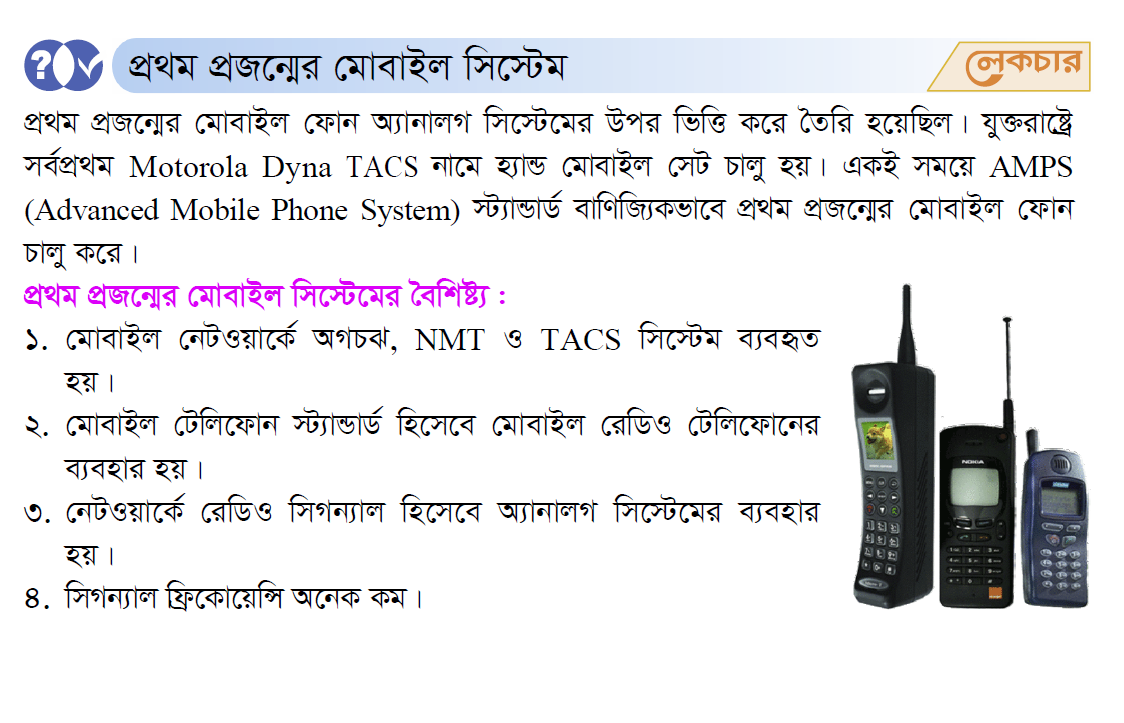 প্রথম প্রজন্মের মোবাইল সিস্টেম
লেকচার
প্রথম প্রজন্মের মোবাইল ফোন অ্যানালগ সিস্টেমের উপর ভিত্তি করে তৈরি হয়েছিল। যুক্তরাষ্ট্রে
সর্বপ্রথম Motorola Dyna TACS নামে হ্যান্ড মোবাইল সেট চালু হয়। একই সময়ে AMPS
(Advanced Mobile Phone System) স্ট্যান্ডার্ড বাণিজ্যিকভাবে প্রথম প্রজন্মের মোবাইল ফোন
চালু করে।
প্রথম প্রজন্মের মোবাইল সিস্টেমের বৈশিষ্ট্য :
১. মোবাইল নেটওয়ার্কে অগচঝ, NMT ও TACS সিস্টেম ব্যবহৃত
হয়।
২. মোবাইল টেলিফোন স্ট্যান্ডার্ড হিসেবে মোবাইল রেডিও টেলিফোনের
ব্যবহার হয়।
৩. নেটওয়ার্কে রেডিও সিগন্যাল হিসেবে অ্যানালগ সিস্টেমের ব্যবহার
হয়।
৪. সিগন্যাল ফ্রিকোয়েন্সি অনেক কম।
NOKIA